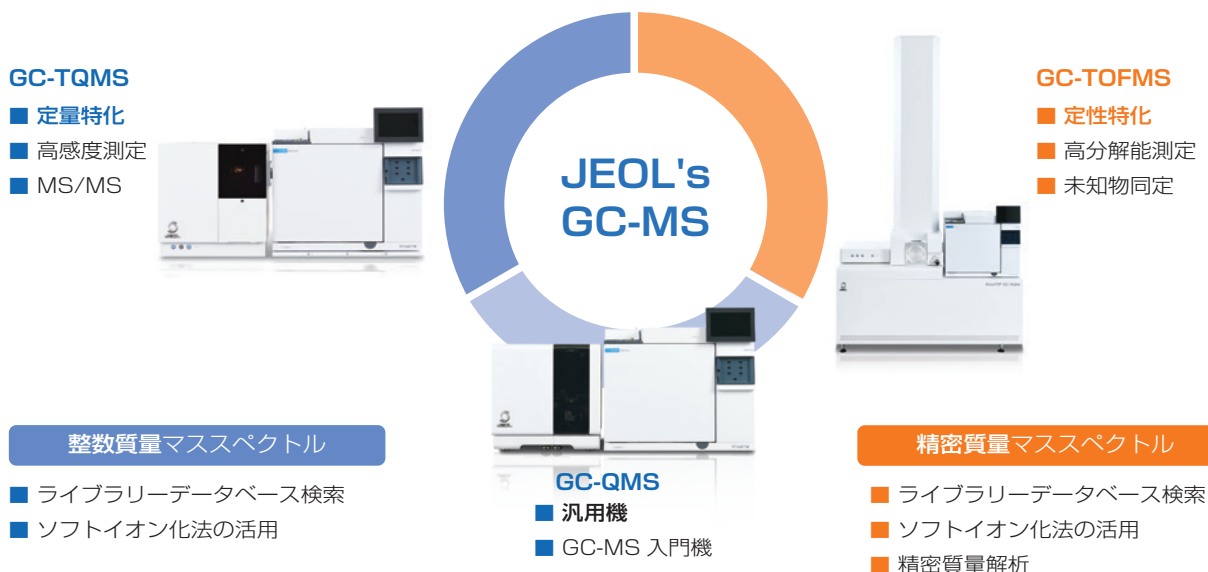 GC-TQMS
■ 定量特化
■ 高感度測定
■ MS/MS
JEOL's
GC-MS
GC-TOFMS
■ 定性特化
■ 高分解能測定
■ 未知物同定
整数質量マススペクトル
■ ライブラリーデータベース検索
■ ソフトイオン化法の活用
GC-QMS
■ 汎用機
■ GC-MS 入門機
精密質量マススペクトル
■ ライブラリーデータベース検索
■ ソフトイオン化法の活用
■ 精密質量解析